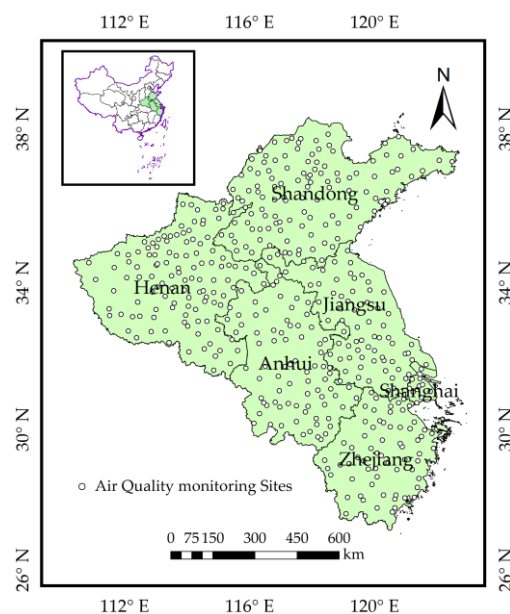 112° E 116° E 120° E
N
38° N 38° N
Shandong
34° N 34° N
Henan
Jiangsu
Anhui
Shanghai
30° N 30° N
Zhejiang
Air Quality monitoring Sites
0 75 150 300 450 600
km
26° N 26° N
112° E 116° E 120° E